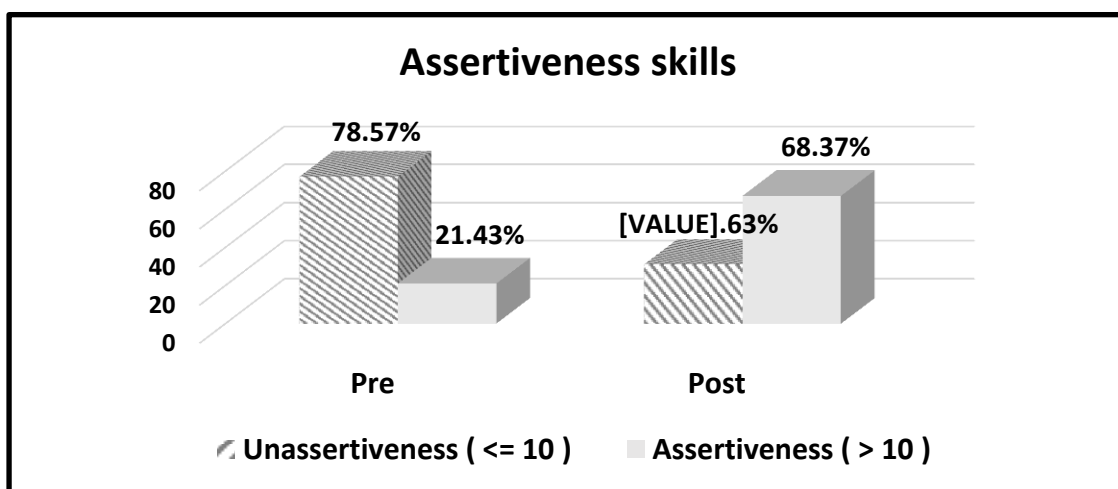 Assertiveness skills
78.57%
68.37%
[VALUE].63%
21.43%
80
60
40
20
0
Pre
Post
Unassertiveness ( <= 10 )
Assertiveness ( > 10 )